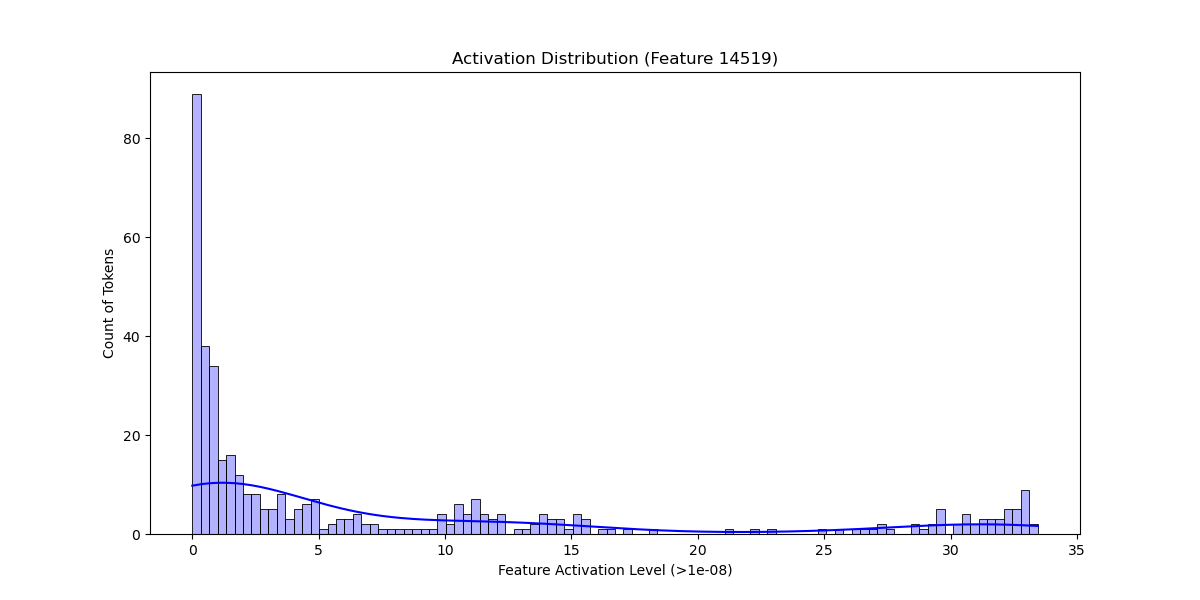 Activation Distribution (Feature 14519)
Count of Tokens
80
60
40
20
0
0 5 10 15 20 25 30 35
Feature Activation Level (>1e-08)